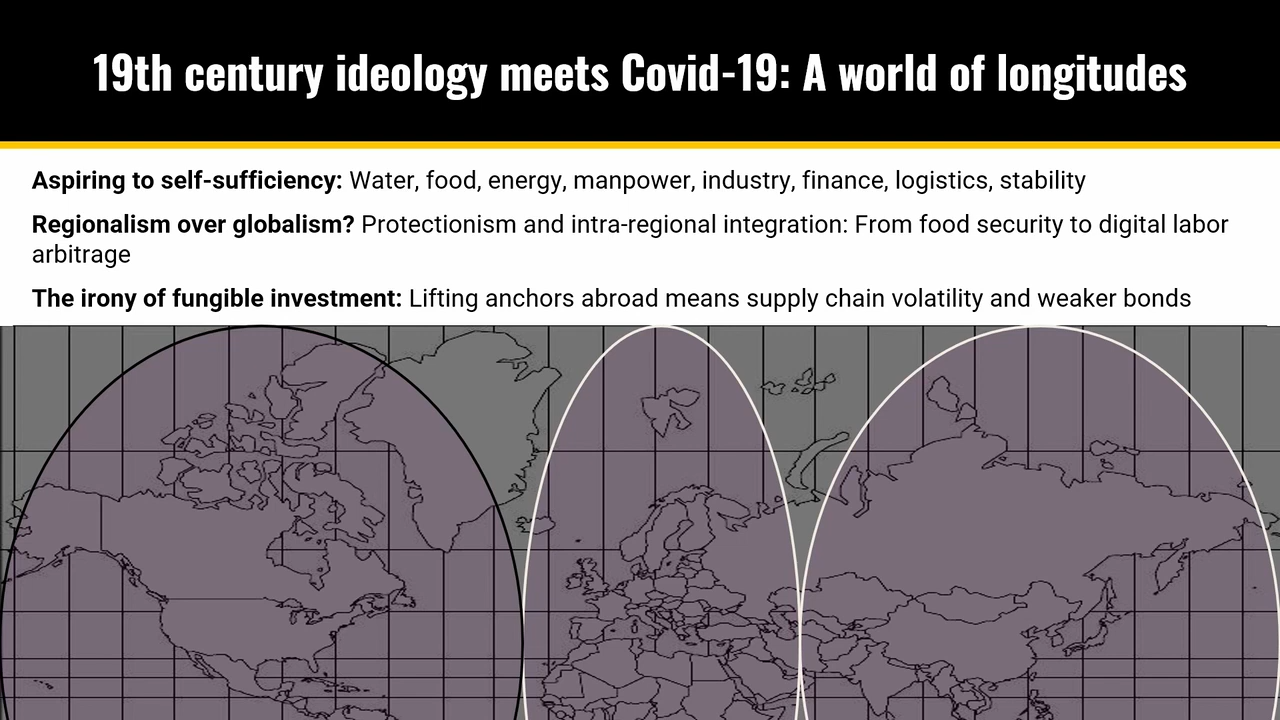 19th century ideology meets Covid-19: A world of longitudes
Aspiring to self-sufficiency: Water, food, energy, manpower, industry, finance, logistics, stability
Regionalism over globalism? Protectionism and intra-regional integration: From food security to digital labor
arbitrage
The irony of fungible investment: Lifting anchors abroad means supply chain volatility and weaker bonds